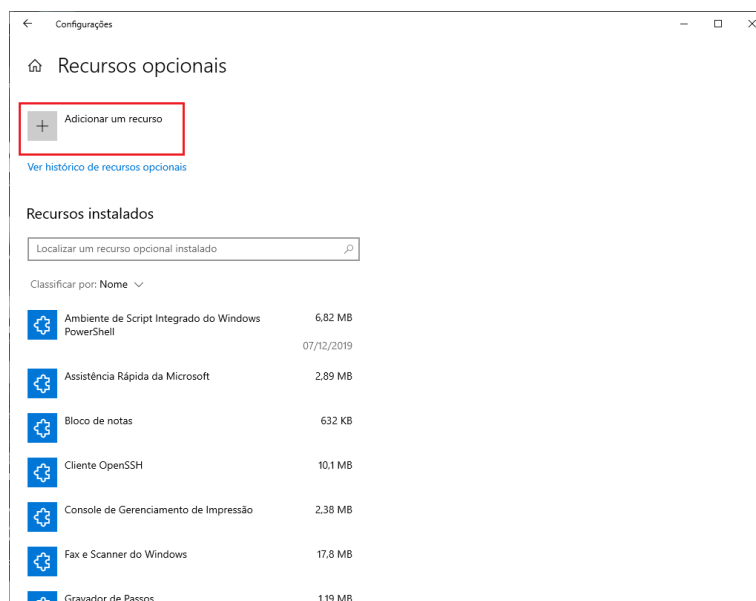 Configurações
Recursos opcionais
Adicionar um recurso
Ver histórico de recursos opcionais
Recursos instalados
Localizar um recurso opcional instalado
Classificar por: Nome
Ambiente de Script Integrado do Windows PowerShell
6,82 MB
07/12/2019
Assistência Rápida da Microsoft
2,89 MB
Bloco de notas
632 KB
Cliente OpenSSH
10,1 MB
Console de Gerenciamento de Impressão
2,38 MB
Fax e Scanner do Windows
17,8 MB
Gravador de Passos
1,19 MB